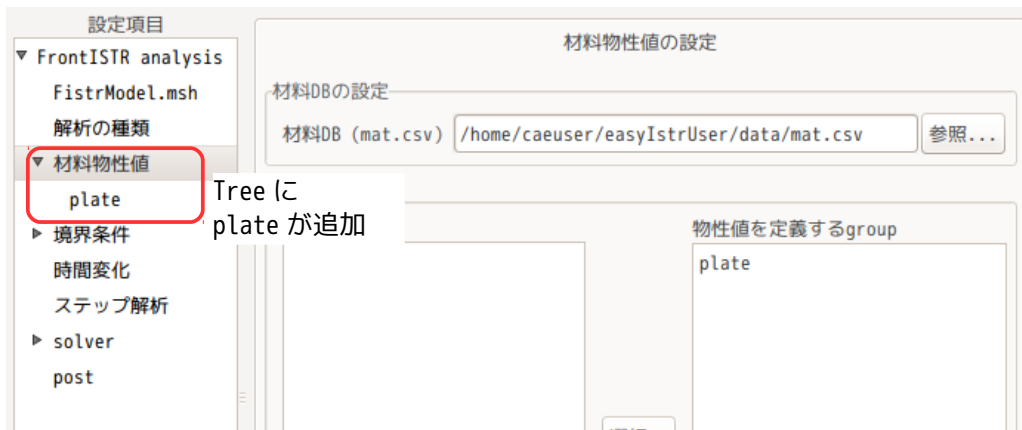 設定項目
▼ FrontISTR analysis
FistrModel.msh
解析の種類
▼ 材料物性値
plate
▶ 境界条件
時間変化
ステップ解析
▶ solver
post
Tree に
plate が追加
材料物性値の設定
材料DBの設定
材料DB (mat.csv) /home/caeuser/easyIstrUser/data/mat.csv 参照...
物性値を定義するgroup
plate